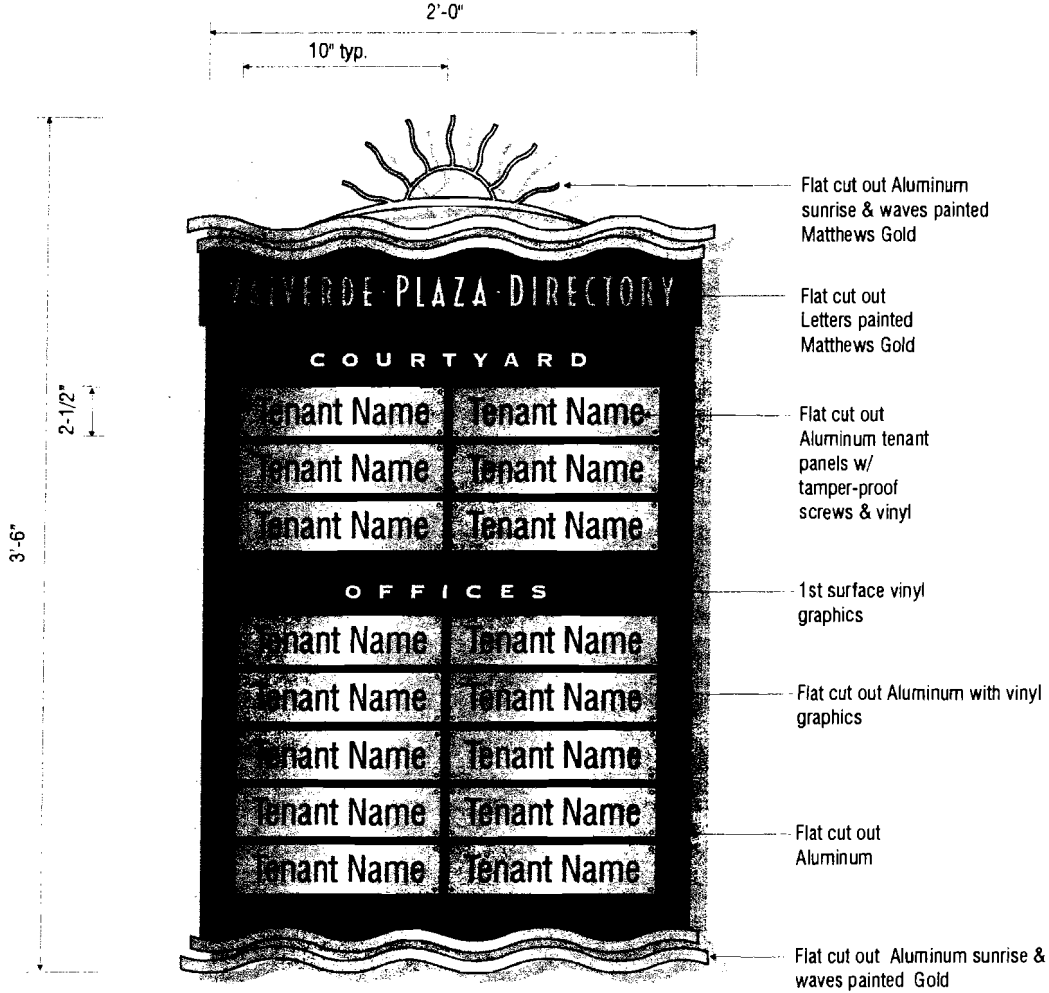 2'-0"
10" typ.
Flat cut out Aluminum
sunrise & waves painted
Matthews Gold
VALVERDE · PLAZA · DIRECTORY
Flat cut out
Letters painted
Matthews Gold
COURTYARD
2-1/2"
Tenant Name Tenant Name
Flat cut out
Aluminum tenant
panels w/
tamper-proof
screws & vinyl
Tenant Name Tenant Name
Tenant Name Tenant Name
3'-6"
OFFICES
1st surface vinyl
graphics
Tenant Name Tenant Name
Tenant Name Tenant Name
Flat cut out Aluminum with vinyl
graphics
Tenant Name Tenant Name
Tenant Name Tenant Name
Flat cut out
Aluminum
Tenant Name Tenant Name
Flat cut out Aluminum sunrise &
waves painted Gold